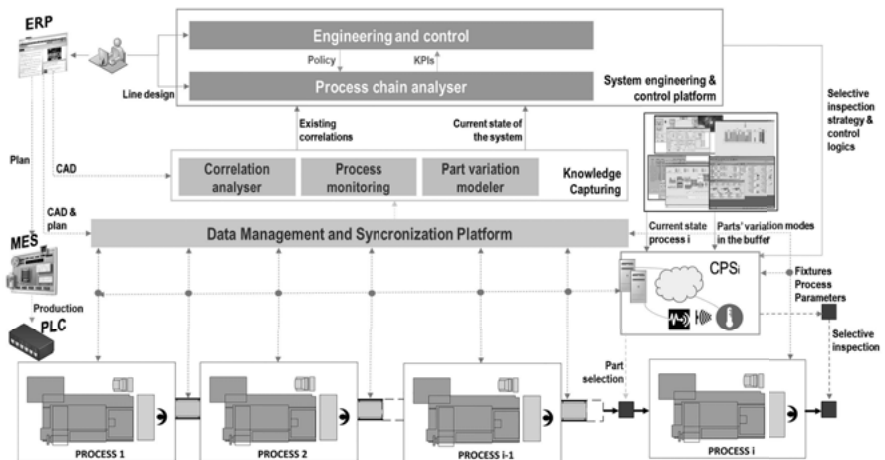 ERP
Engineering and control
Policy
KPIs
Process chain analyser
Line design
System engineering &
control platform
Existing
correlations
Current state of
the system
Selective
inspection
strategy &
control
logics
Plan
CAD
Correlation
analyser
Process
monitoring
Part variation
modeler
Knowledge
Capturing
CAD &
plan
MES
Data Management and Syncronization Platform
Current state
process i
Parts' variation modes
in the buffer
CPSi
Fixtures
Process
Parameters
Production
PLC
Part
selection
Selective
inspection
PROCESS 1
PROCESS 2
PROCESS i-1
PROCESS i